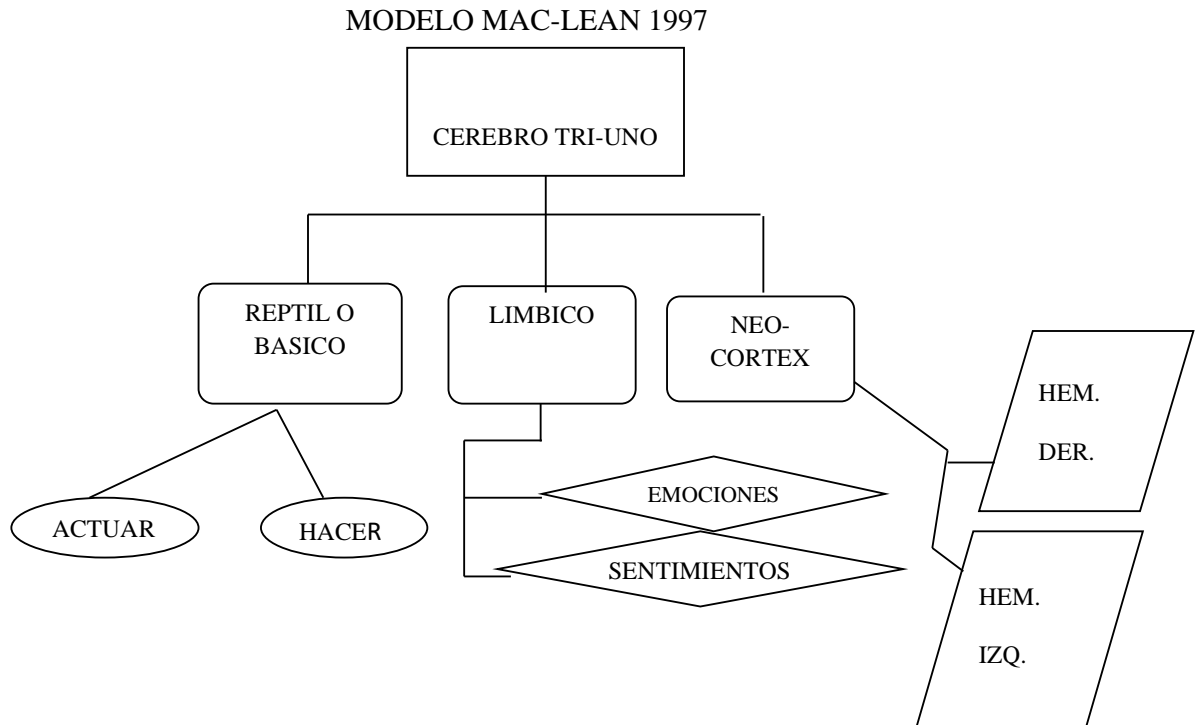 MODELO MAC-LEAN 1997
CEREBRO TRI-UNO
REPTIL O
BASICO
LIMBICO
NEO-
CORTEX
HEM.
DER.
ACTUAR
HACER
EMOCIONES
SENTIMIENTOS
HEM.
IZQ.